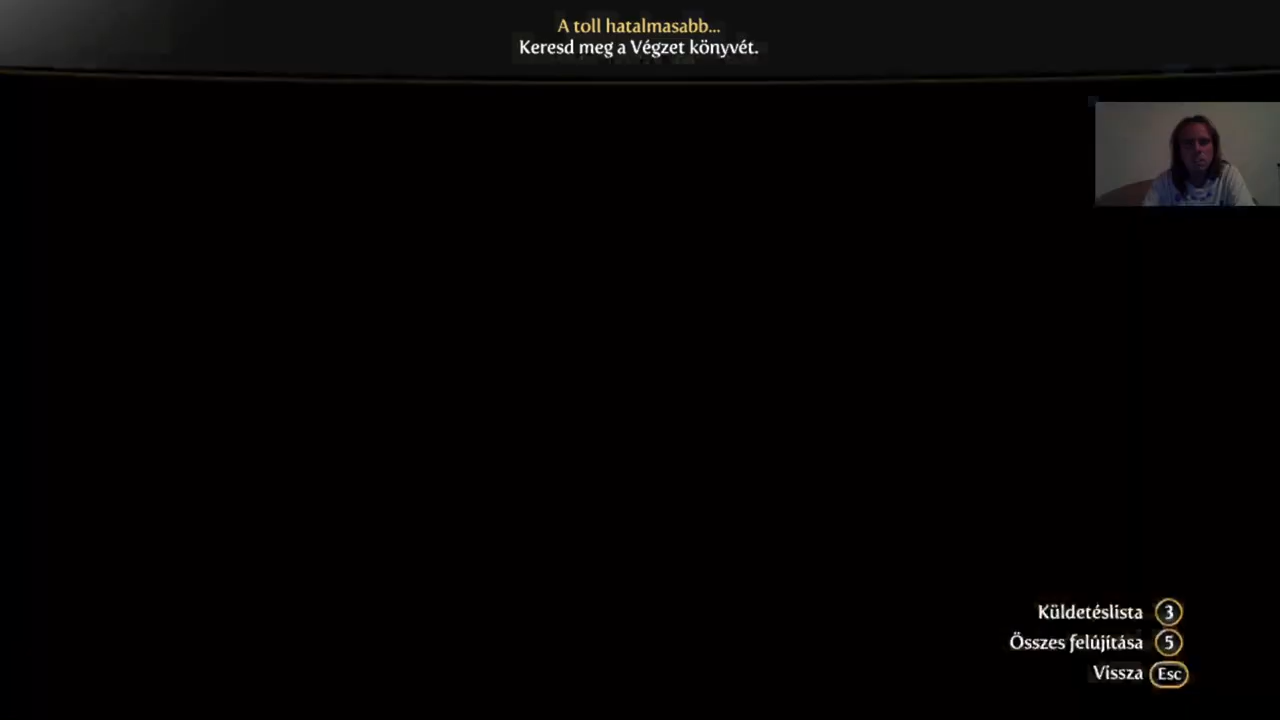 A toll hatalmasabb...
Keresd meg a Végzet könyvét.
Küldetéslista 3
Összes felújítása 5
Vissza Esc